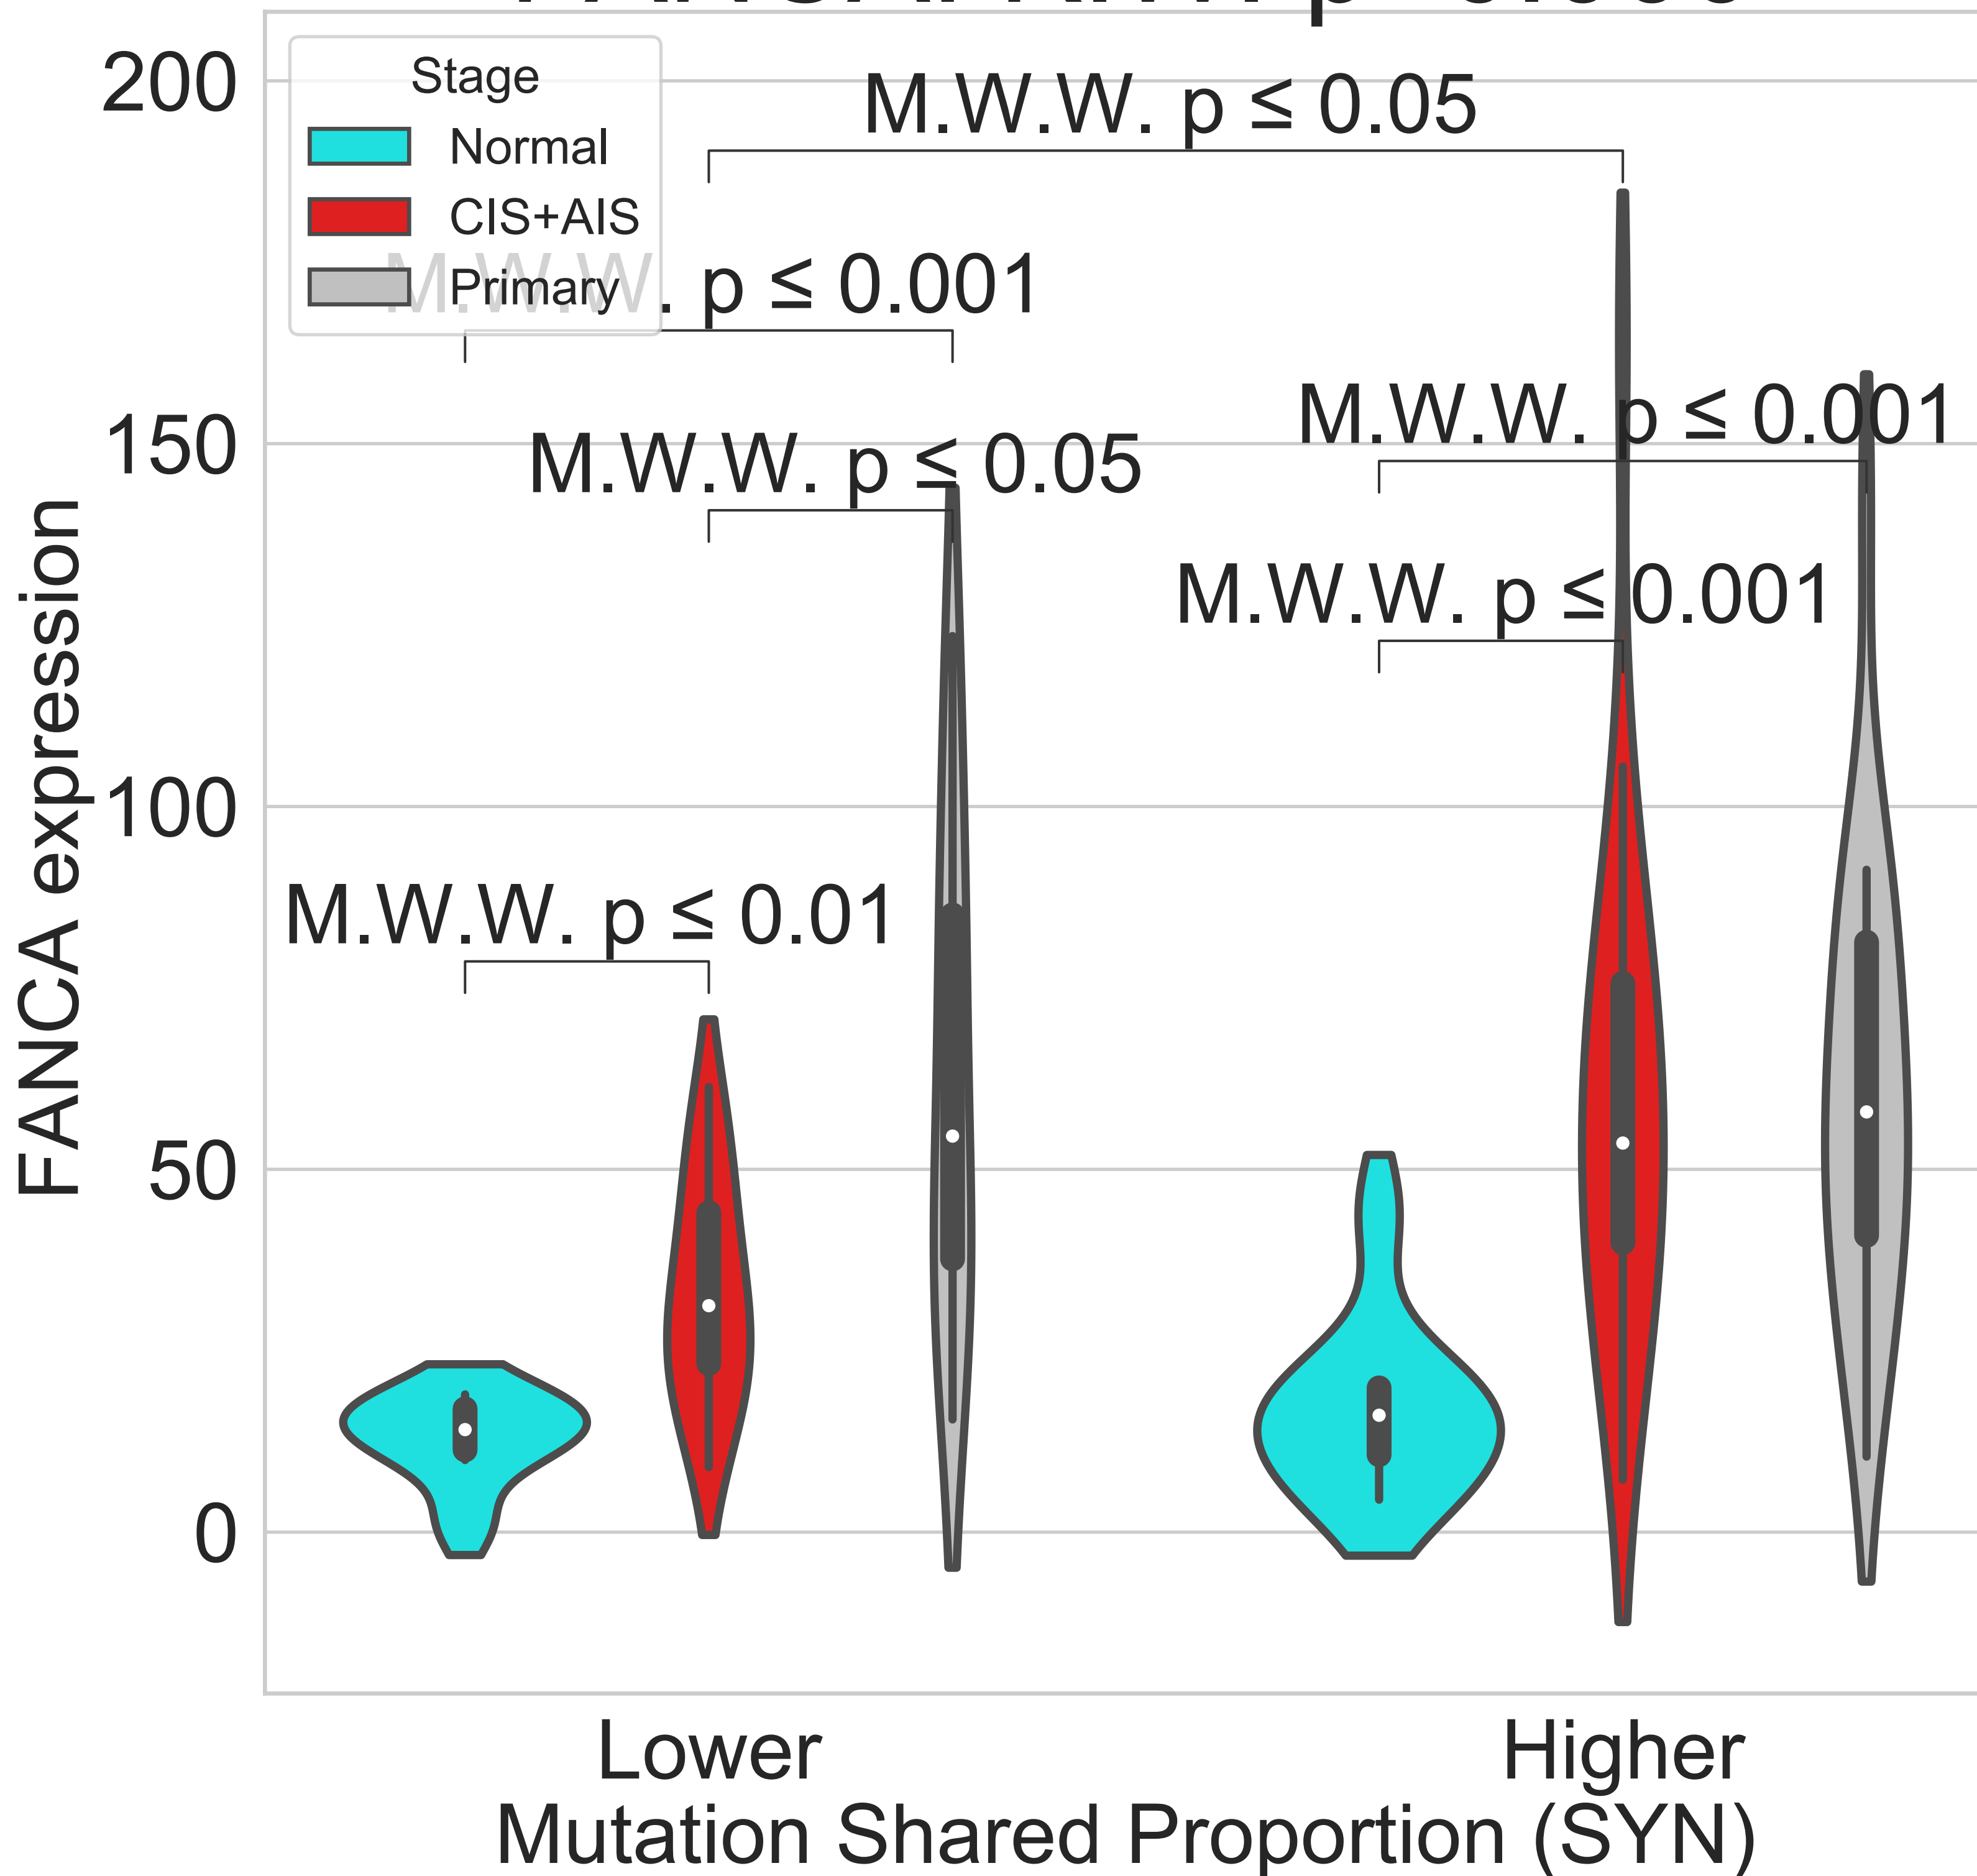 200
150
100
50
0
FANCA expression
Stage
Normal
CIS+AIS
Primary
M.W.W. p ≤ 0.05
M.W.W. p ≤ 0.001
M.W.W. p ≤ 0.05
M.W.W. p ≤ 0.01
M.W.W. p ≤ 0.001
M.W.W. p ≤ 0.001
Lower
Higher
Mutation Shared Proportion (SYN)